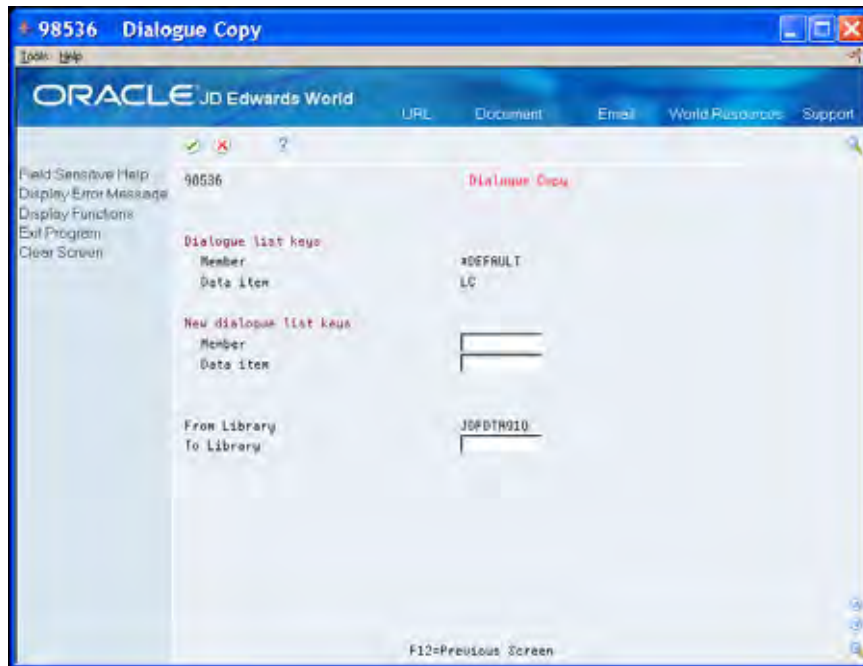 98536 Dialogue Copy
Tools Help
ORACLE JD Edwards World
URL Document Email World Resources Support
?
Field Sensitive Help
Display Error Message
Display Functions
Exit Program
Clear Screen
98536 Dialogue Copy
Dialogue list keys
Member *DEFAULT
Data item LC
New dialogue list keys
Member
Data item
From Library JDFDTA910
To Library
F12=Previous Screen